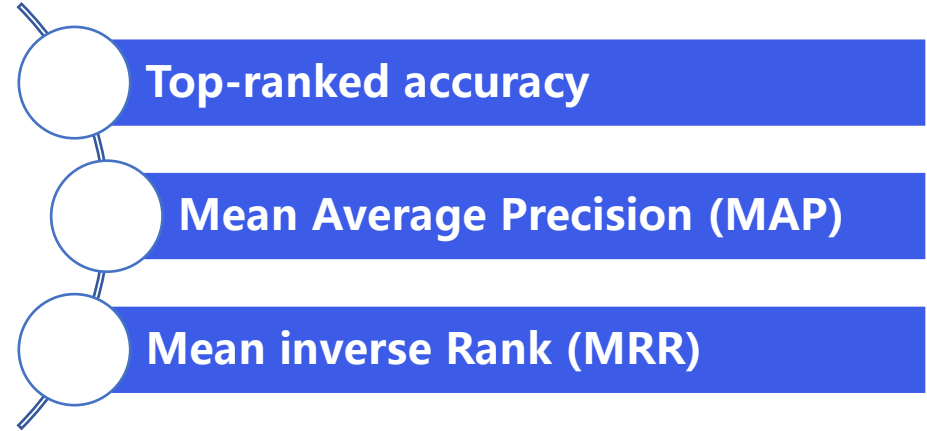 Top-ranked accuracy
Mean Average Precision (MAP)
Mean inverse Rank (MRR)